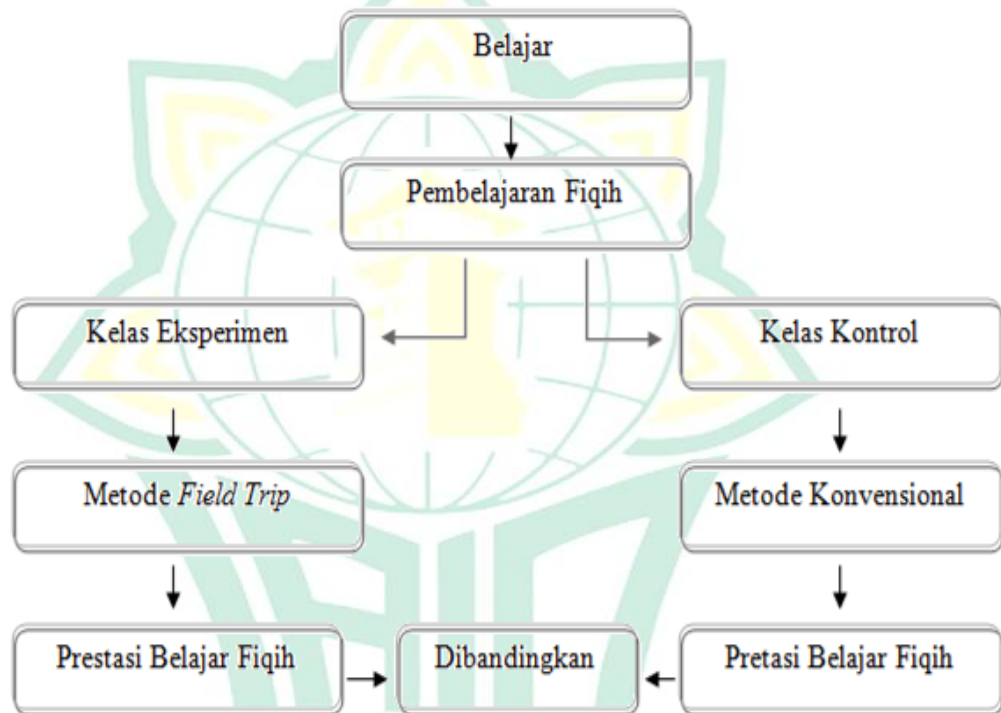 Belajar
Pembelajaran Fiqih
Kelas Eksperimen
Kelas Kontrol
Metode Field Trip
Metode Konvensional
Prestasi Belajar Fiqih
Dibandingkan
Pretasi Belajar Fiqih